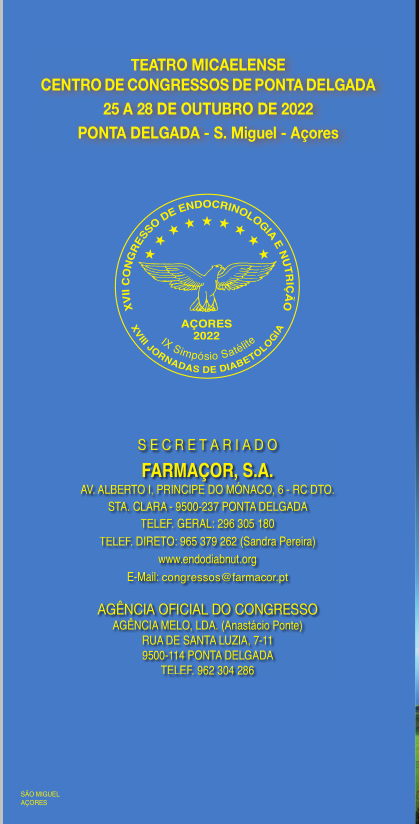 TEATRO MICAELENSE
CENTRO DE CONGRESSOS DE PONTA DELGADA
25 A 28 DE OUTUBRO DE 2022
PONTA DELGADA - S. Miguel - Açores
XVII CONGRESSO DE ENDOCRINOLOGIA E NUTRIÇÃO
AÇORES
2022
IX Simpósio Satélite
XVIII JORNADAS DE DIABETOLOGIA
SECRETARIADO
FARMAÇOR, S.A.
AV. ALBERTO I, PRINCIPE DO MÓNACO, 6 - RC DTO.
STA. CLARA - 9500-237 PONTA DELGADA
TELEF. GERAL: 296 305 180
TELEF. DIRETO: 965 379 262 (Sandra Pereira)
www.endodiabnut.org
E-Mail: congressos@farmacor.pt
AGÊNCIA OFICIAL DO CONGRESSO
AGÊNCIA MELO, LDA. (Anastácio Ponte)
RUA DE SANTA LUZIA, 7-11
9500-114 PONTA DELGADA
TELEF. 962 304 286
SÃO MIGUEL
AÇORES